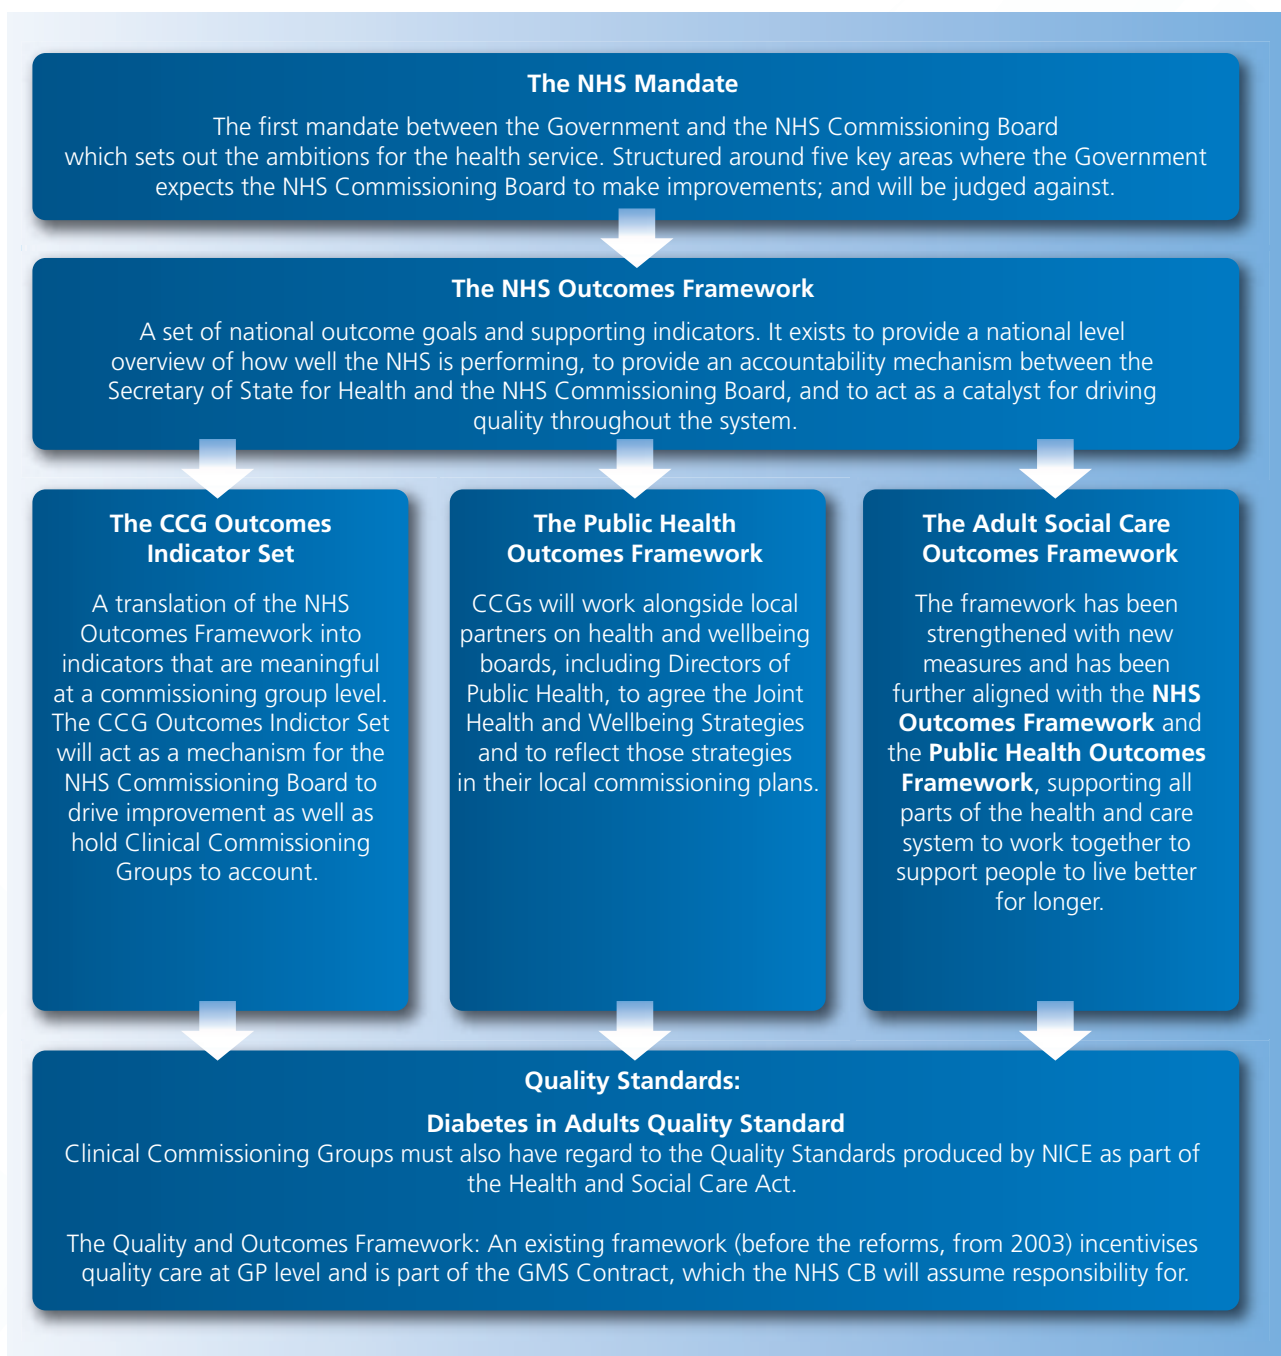 The NHS Mandate
The first mandate between the Government and the NHS Commissioning Board
which sets out the ambitions for the health service. Structured around five key areas where the Government
expects the NHS Commissioning Board to make improvements; and will be judged against.
The NHS Outcomes Framework
A set of national outcome goals and supporting indicators. It exists to provide a national level
overview of how well the NHS is performing, to provide an accountability mechanism between the
Secretary of State for Health and the NHS Commissioning Board, and to act as a catalyst for driving
quality throughout the system.
The CCG Outcomes
Indicator Set
A translation of the NHS
Outcomes Framework into
indicators that are meaningful
at a commissioning group level.
The CCG Outcomes Indictor Set
will act as a mechanism for the
NHS Commissioning Board to
drive improvement as well as
hold Clinical Commissioning
Groups to account.
The Public Health
Outcomes Framework
CCGs will work alongside local
partners on health and wellbeing
boards, including Directors of
Public Health, to agree the Joint
Health and Wellbeing Strategies
and to reflect those strategies
in their local commissioning plans.
The Adult Social Care
Outcomes Framework
The framework has been
strengthened with new
measures and has been
further aligned with the NHS
Outcomes Framework and
the Public Health Outcomes
Framework, supporting all
parts of the health and care
system to work together to
support people to live better
for longer.
Quality Standards:
Diabetes in Adults Quality Standard
Clinical Commissioning Groups must also have regard to the Quality Standards produced by NICE as part of
the Health and Social Care Act.
The Quality and Outcomes Framework: An existing framework (before the reforms, from 2003) incentivises
quality care at GP level and is part of the GMS Contract, which the NHS CB will assume responsibility for.